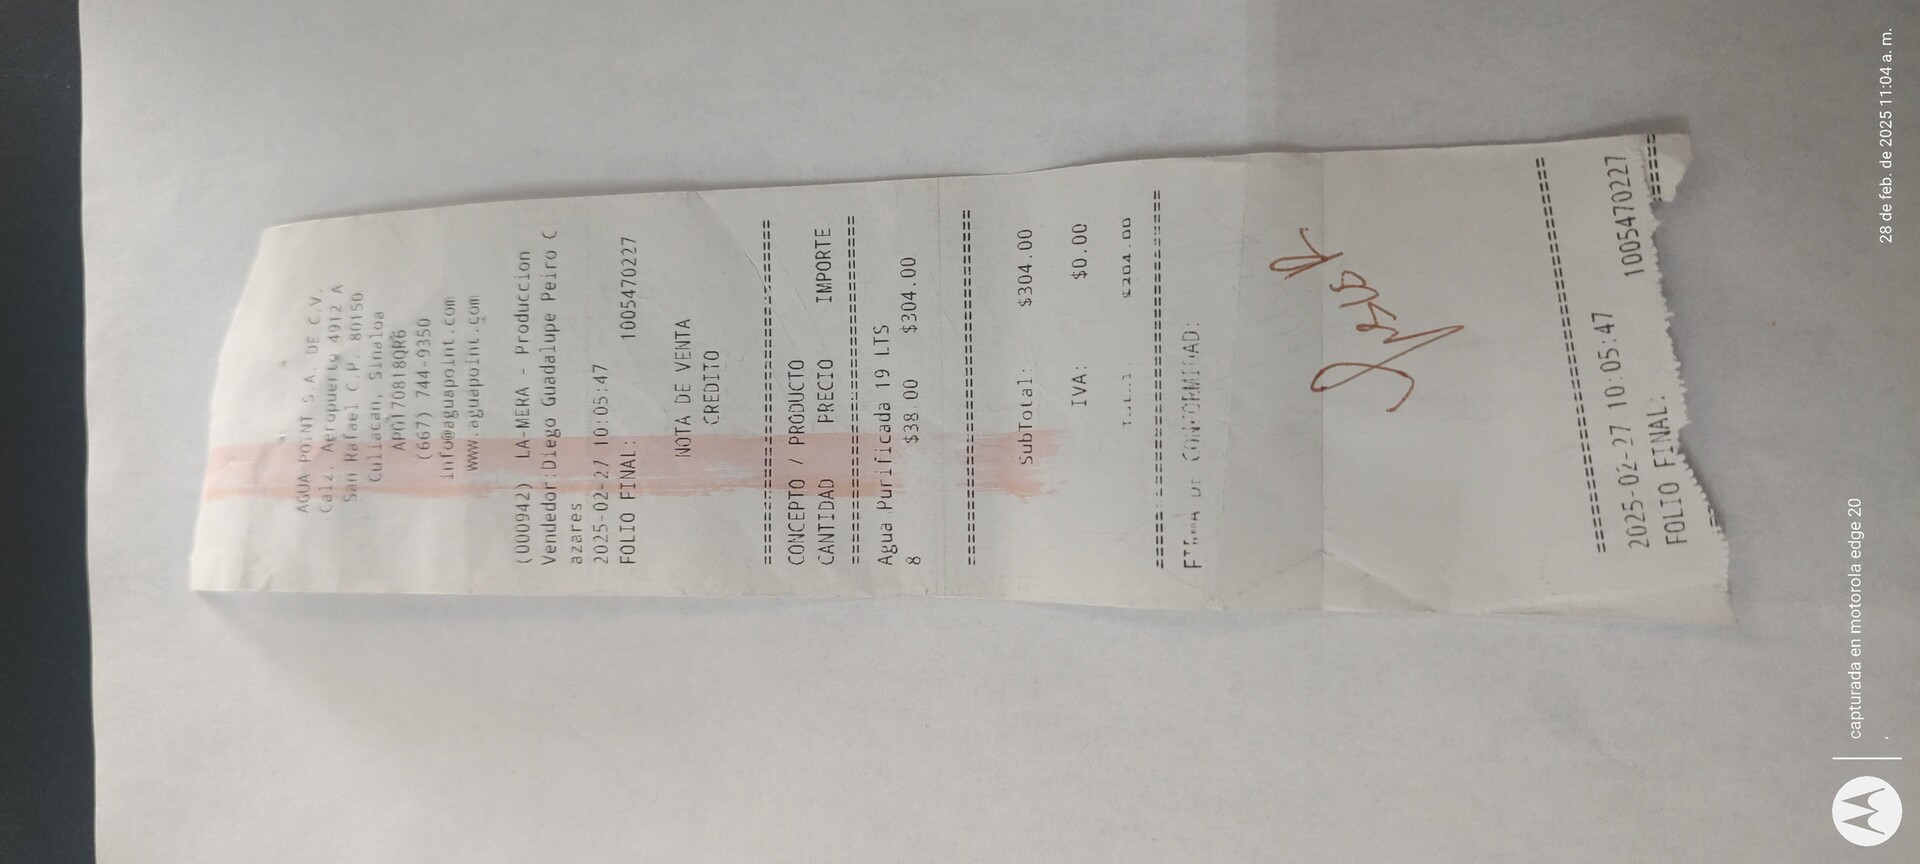 AGUA POINT S.A. DE C.V.
Calz. Aeropuerto 4912 A
San Rafael C.P. 80150
Culiacan, Sinaloa
APO170818QR6
(667) 744-9350
info@aguapoint.com
www.aguapoint.com
(000942) LA-MERA - Produccion
Vendedor:Diego Guadalupe Peiro C
azares
2025-02-27 10:05:47
FOLIO FINAL: 1005470227
NOTA DE VENTA
CREDITO
================================
CONCEPTO / PRODUCTO
CANTIDAD PRECIO IMPORTE
================================
Agua Purificada 19 LTS
8 $38.00 $304.00
================================
SubTotal: $304.00
IVA: $0.00
================================
FIRMA DE CONFORMIDAD:
================================
2025-02-27 10:05:47
FOLIO FINAL: 1005470227
capturada en motorola edge 20
28 de feb. de 2025 11:04 a. m.